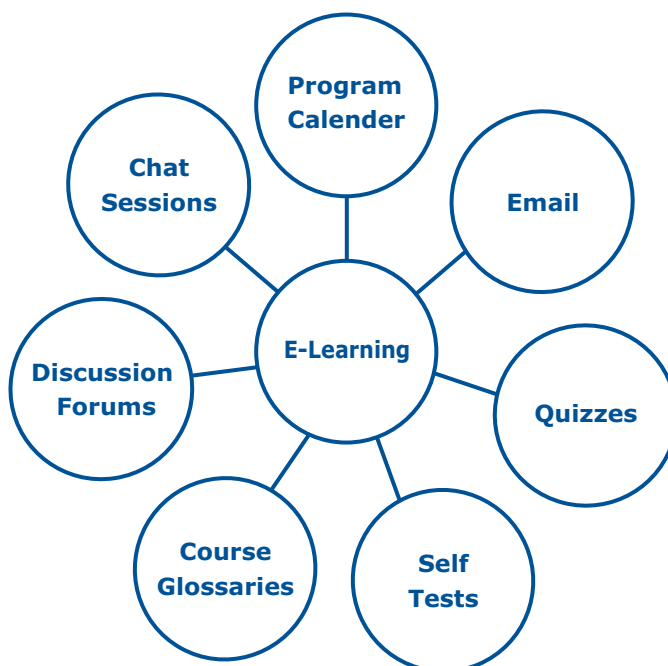 Program
Calender
Chat
Sessions
Email
E-Learning
Discussion
Forums
Quizzes
Course
Glossaries
Self
Tests